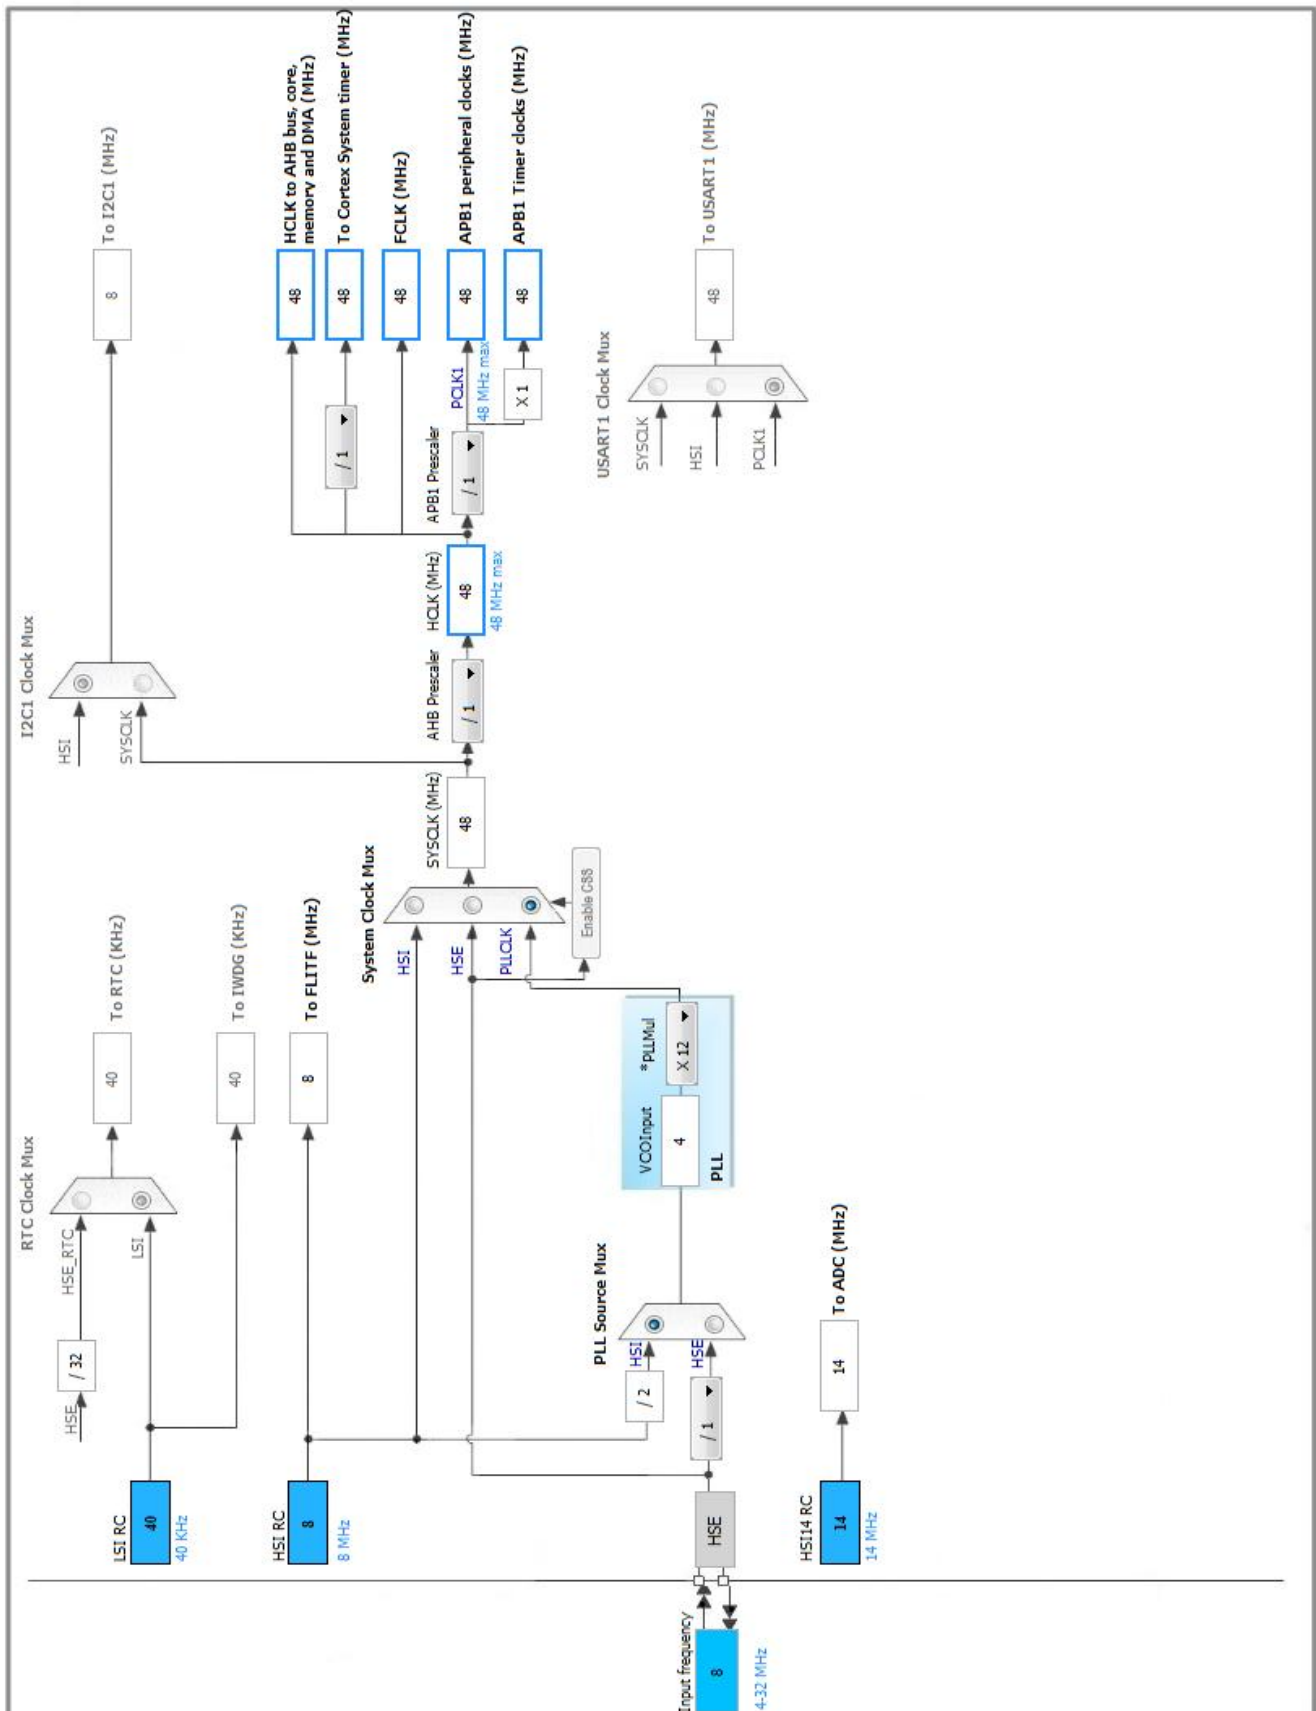 RTC Clock Mux
HSE
/ 32
HSE_RTC
LSI
40
To RTC (KHz)
LSI RC
40
40 KHz
40
To IWDG (KHz)
HSI RC
8
8 MHz
8
To FLITF (MHz)
I2C1 Clock Mux
HSI
SYSCLK
8
To I2C1 (MHz)
System Clock Mux
HSI
HSE
PLLCLK
Enable CSS
SYSCLK (MHz)
48
AHB Prescaler
/ 1
HCLK (MHz)
48
48 MHz max
48
HCLK to AHB bus, core,
memory and DMA (MHz)
/ 1
48
To Cortex System timer (MHz)
48
FCLK (MHz)
APB1 Prescaler
/ 1
PCLK1
48 MHz max
48
APB1 peripheral clocks (MHz)
X 1
48
APB1 Timer clocks (MHz)
PLL Source Mux
/ 2
HSI
/ 1
HSE
VCOInput
4
*PLLMul
X 12
PLL
USART1 Clock Mux
SYSCLK
HSI
PCLK1
48
To USART1 (MHz)
Input frequency
8
4-32 MHz
HSE
HSI14 RC
14
14 MHz
14
To ADC (MHz)